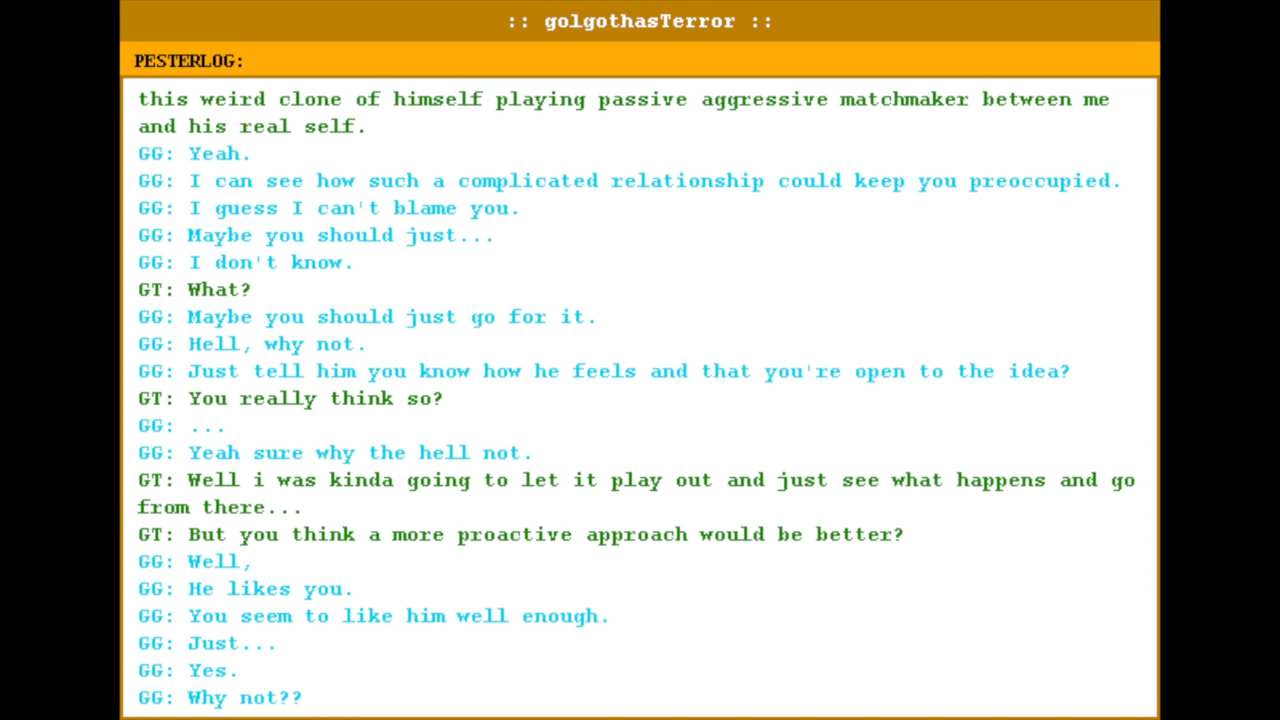 :: golgothasTerror ::
PESTERLOG:
this weird clone of himself playing passive aggressive matchmaker between me
and his real self.
GG: Yeah.
GG: I can see how such a complicated relationship could keep you preoccupied.
GG: I guess I can't blame you.
GG: Maybe you should just...
GG: I don't know.
GT: What?
GG: Maybe you should just go for it.
GG: Hell, why not.
GG: Just tell him you know how he feels and that you're open to the idea?
GT: You really think so?
GG: ...
GG: Yeah sure why the hell not.
GT: Well i was kinda going to let it play out and just see what happens and go
from there...
GT: But you think a more proactive approach would be better?
GG: Well,
GG: He likes you.
GG: You seem to like him well enough.
GG: Just...
GG: Yes.
GG: Why not??